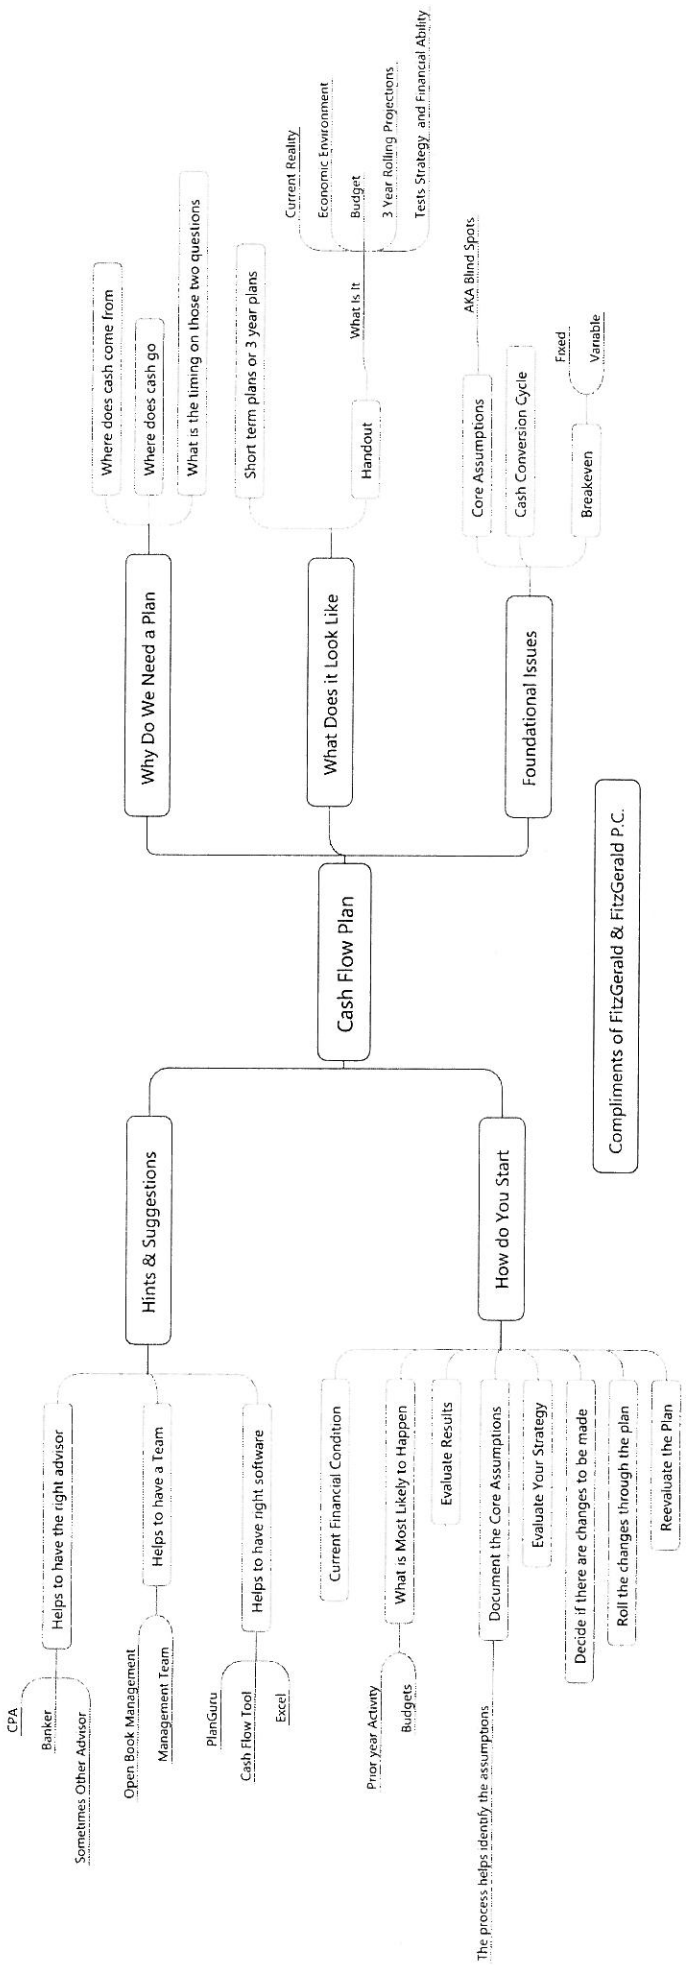 Cash Flow Plan
Why Do We Need a Plan
Where does cash come from
Where does cash go
What is the timing on those two questions
What Does it Look Like
Short term plans or 3 year plans
Handout
What Is It
Current Reality
Economic Environment
Budget
3 Year Rolling Projections
Tests Strategy and Financial Ability
Foundational Issues
Core Assumptions
AKA Blind Spots
Cash Conversion Cycle
Breakeven
Fixed
Variable
Hints & Suggestions
Helps to have the right advisor
CPA
Banker
Sometimes Other Advisor
Helps to have a Team
Open Book Management
Management Team
Helps to have right software
PlanGuru
Cash Flow Tool
Excel
How do You Start
Current Financial Condition
What is Most Likely to Happen
Prior year Activity
Budgets
Evaluate Results
Document the Core Assumptions
The process helps identify the assumptions
Evaluate Your Strategy
Decide if there are changes to be made
Roll the changes through the plan
Reevaluate the Plan
Compliments of FitzGerald & FitzGerald P.C.